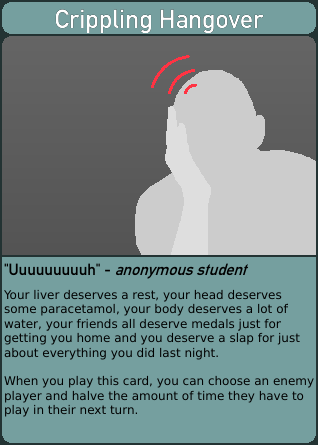 Crippling Hangover
"Uuuuuuuuuh" - anonymous student
Your liver deserves a rest, your head deserves
some paracetamol, your body deserves a lot of
water, your friends all deserve medals just for
getting you home and you deserve a slap for just
about everything you did last night.
When you play this card, you can choose an enemy
player and halve the amount of time they have to
play in their next turn.